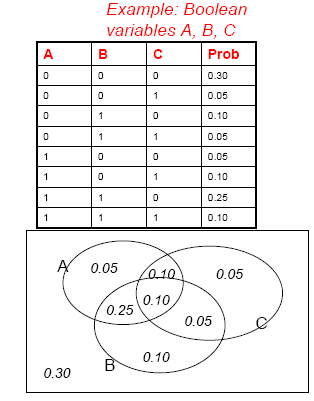 Example: Boolean
variables A, B, C
A B C Prob
0 0 0 0.30
0 0 1 0.05
0 1 0 0.10
0 1 1 0.05
1 0 0 0.05
1 0 1 0.10
1 1 0 0.25
1 1 1 0.10
A 0.05 0.10 0.05
0.25 0.10
0.05 C
B 0.10
0.30